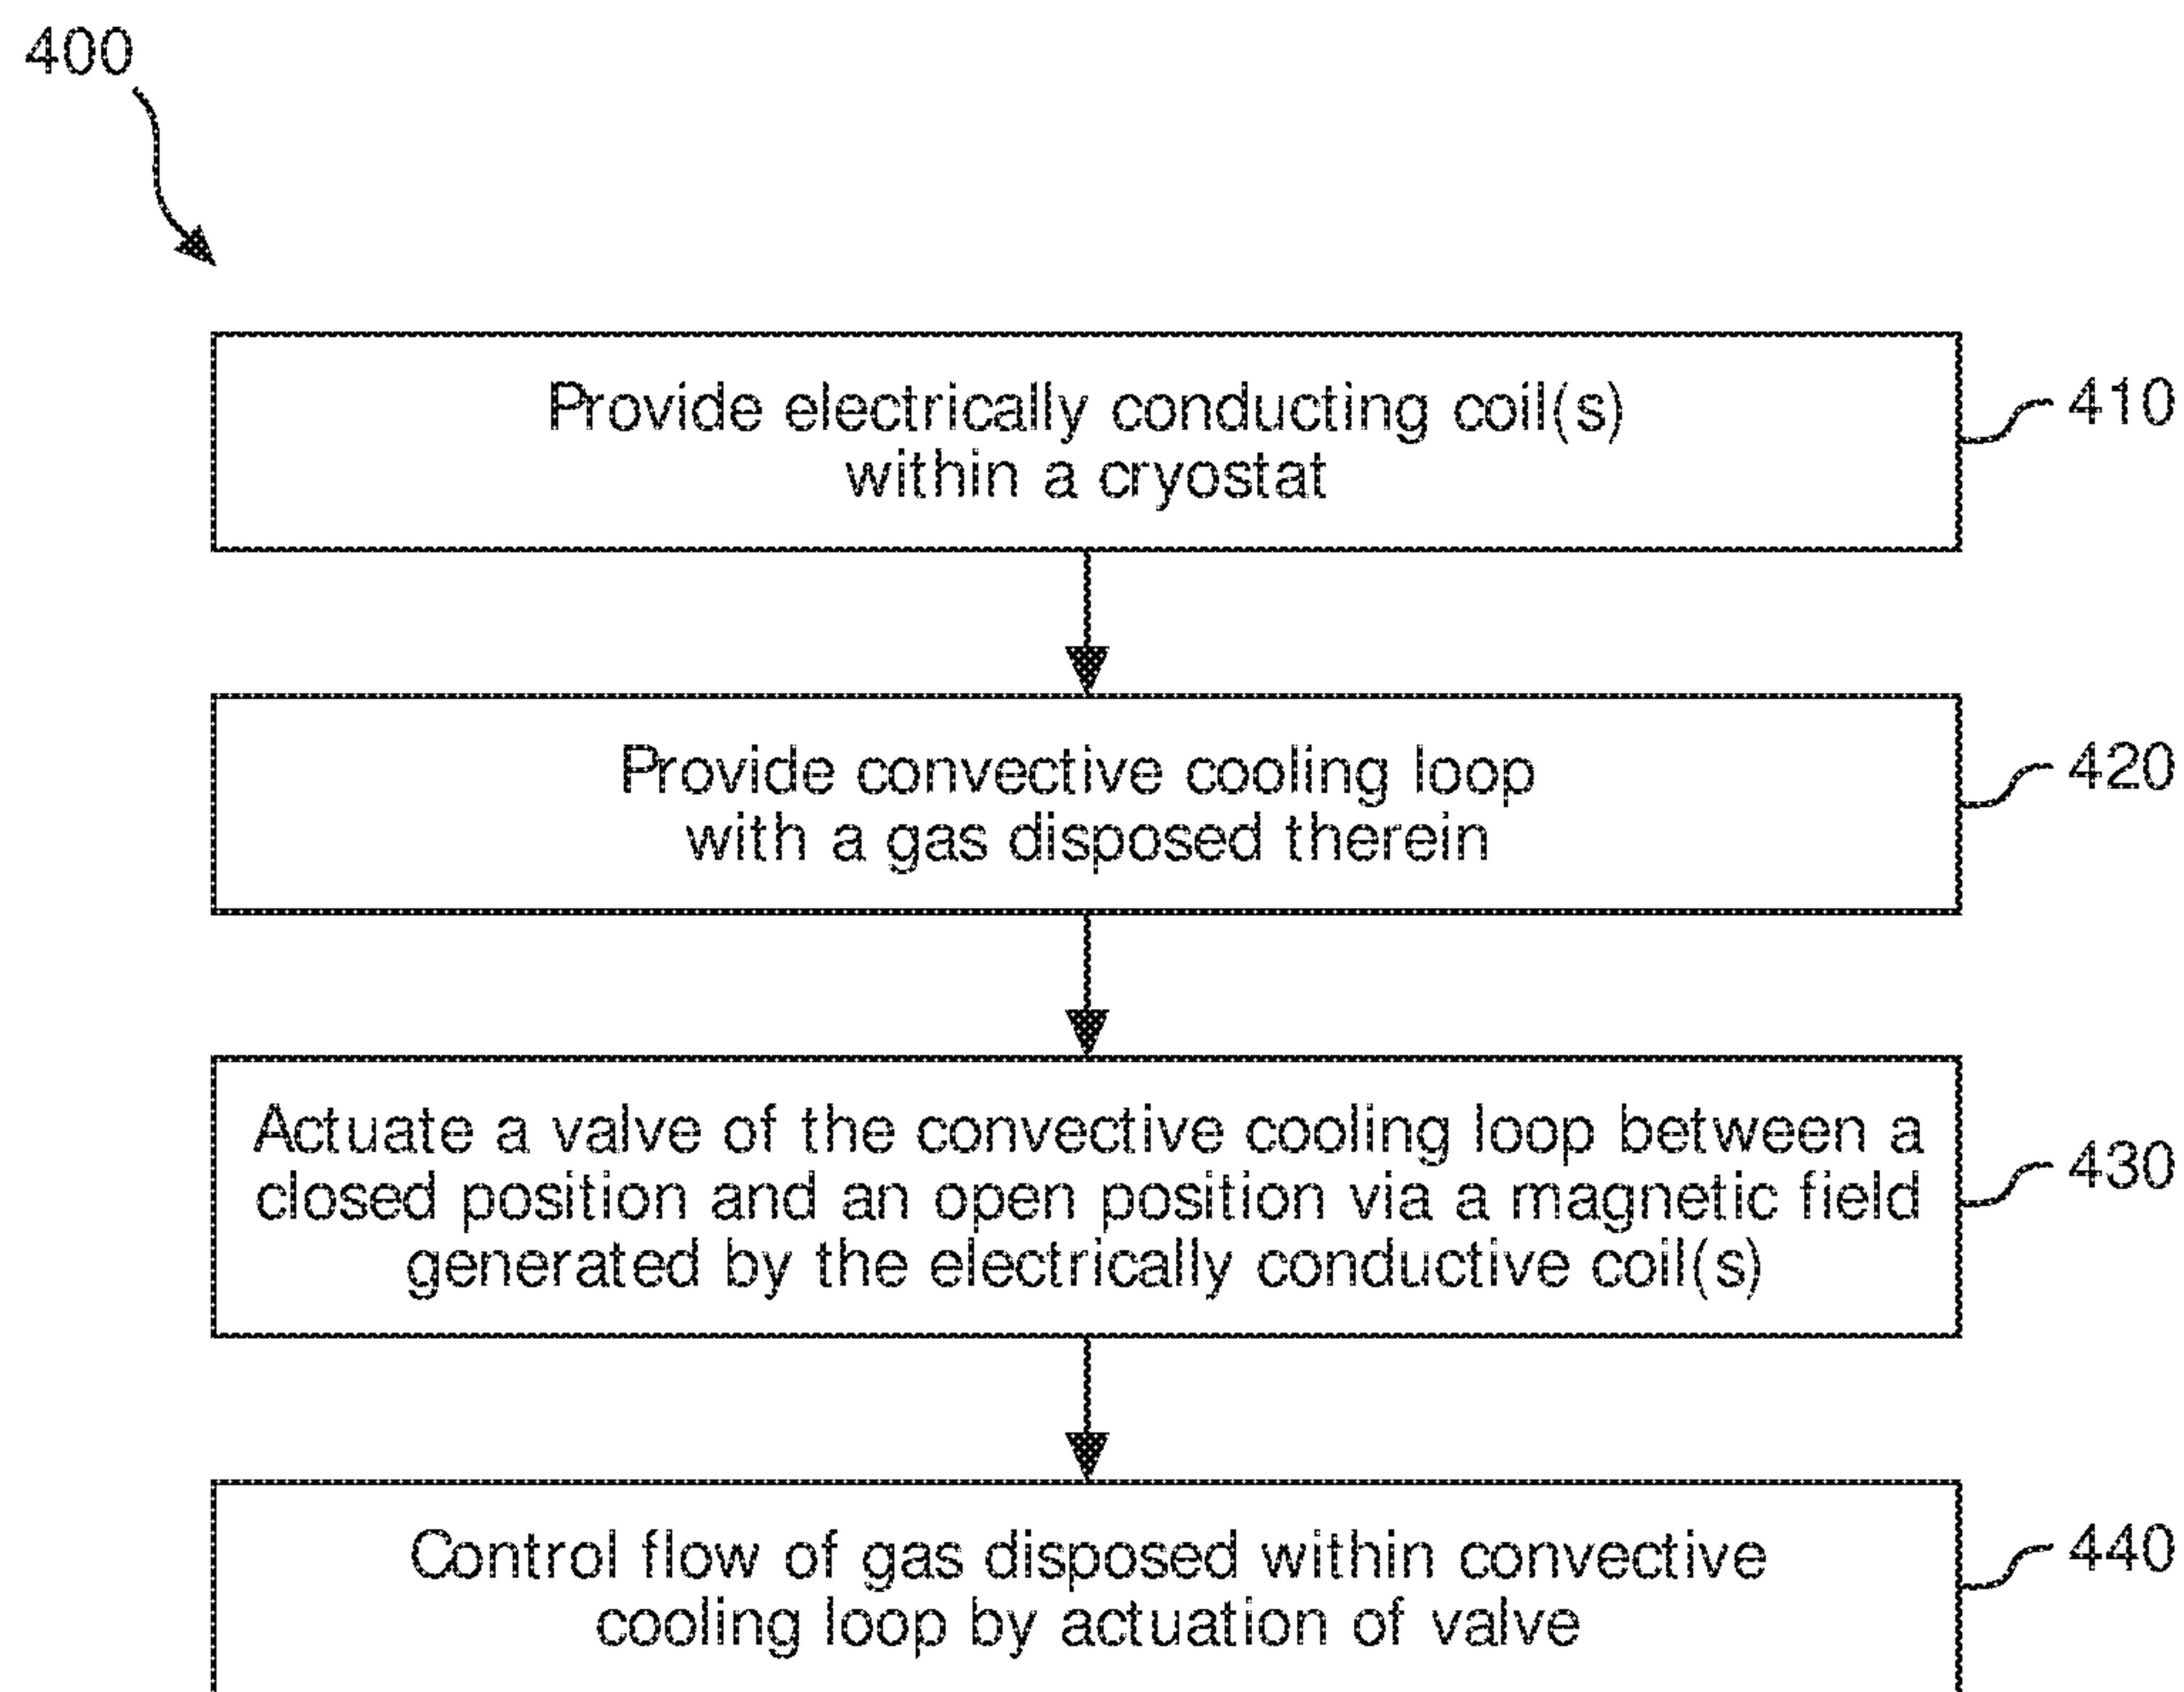 400
Provide electrically conducting coil(s)
within a cryostat
410
Provide convective cooling loop
with a gas disposed therein
420
Actuate a valve of the convective cooling loop between a
closed position and an open position via a magnetic field
generated by the electrically conductive coil(s)
430
Control flow of gas disposed within convective
cooling loop by actuation of valve
440